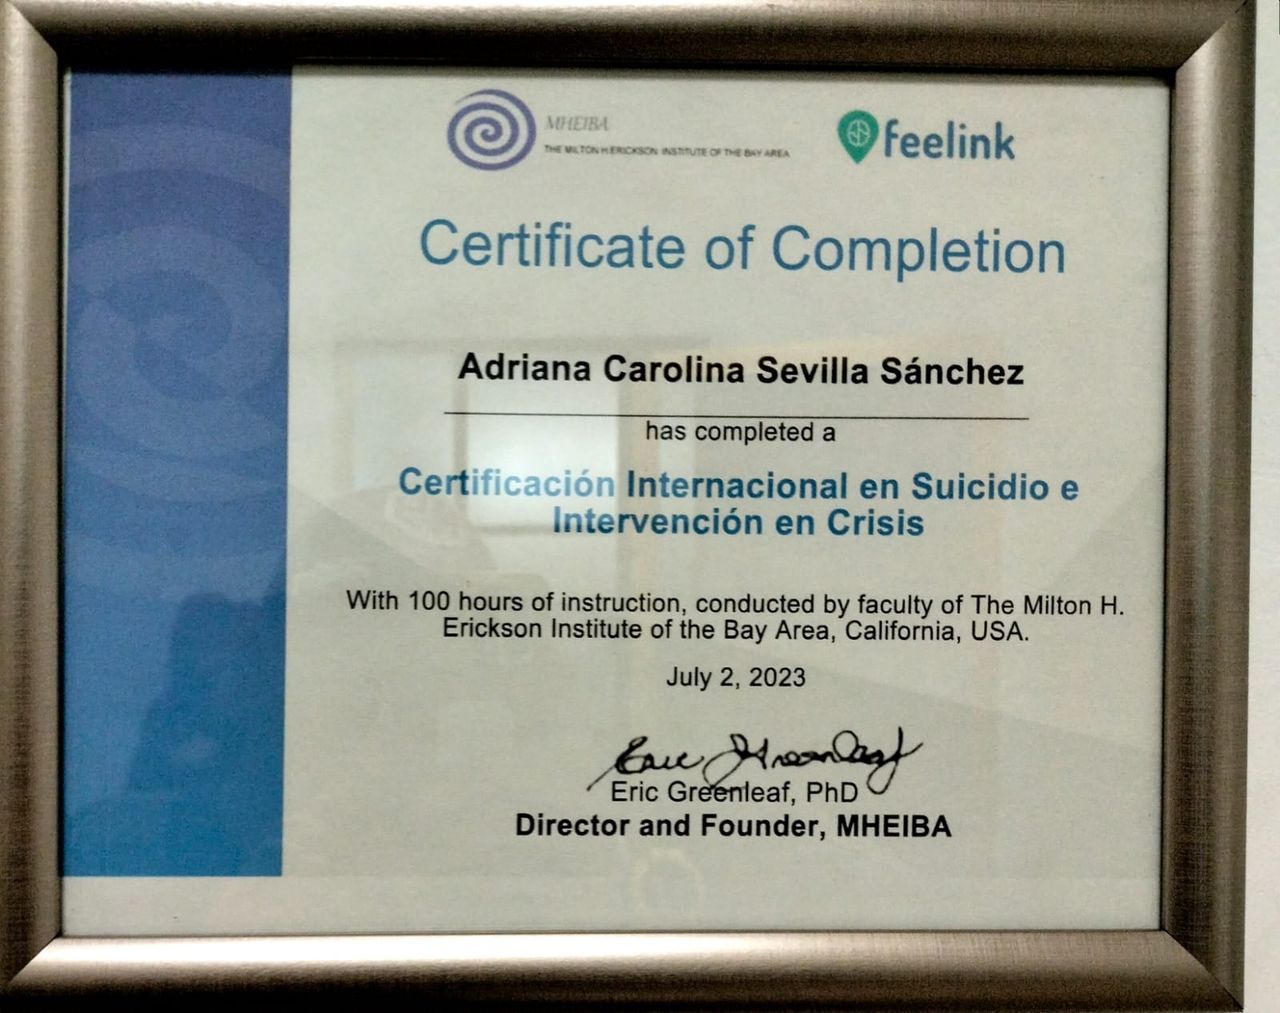 MHEIBA
THE MILTON H ERICKSON INSTITUTE OF THE BAY AREA
feelink
Certificate of Completion
Adriana Carolina Sevilla Sánchez
has completed a
Certificación Internacional en Suicidio e
Intervención en Crisis
With 100 hours of instruction, conducted by faculty of The Milton H.
Erickson Institute of the Bay Area, California, USA.
July 2, 2023
Eric Greenleaf
Eric Greenleaf, PhD
Director and Founder, MHEIBA